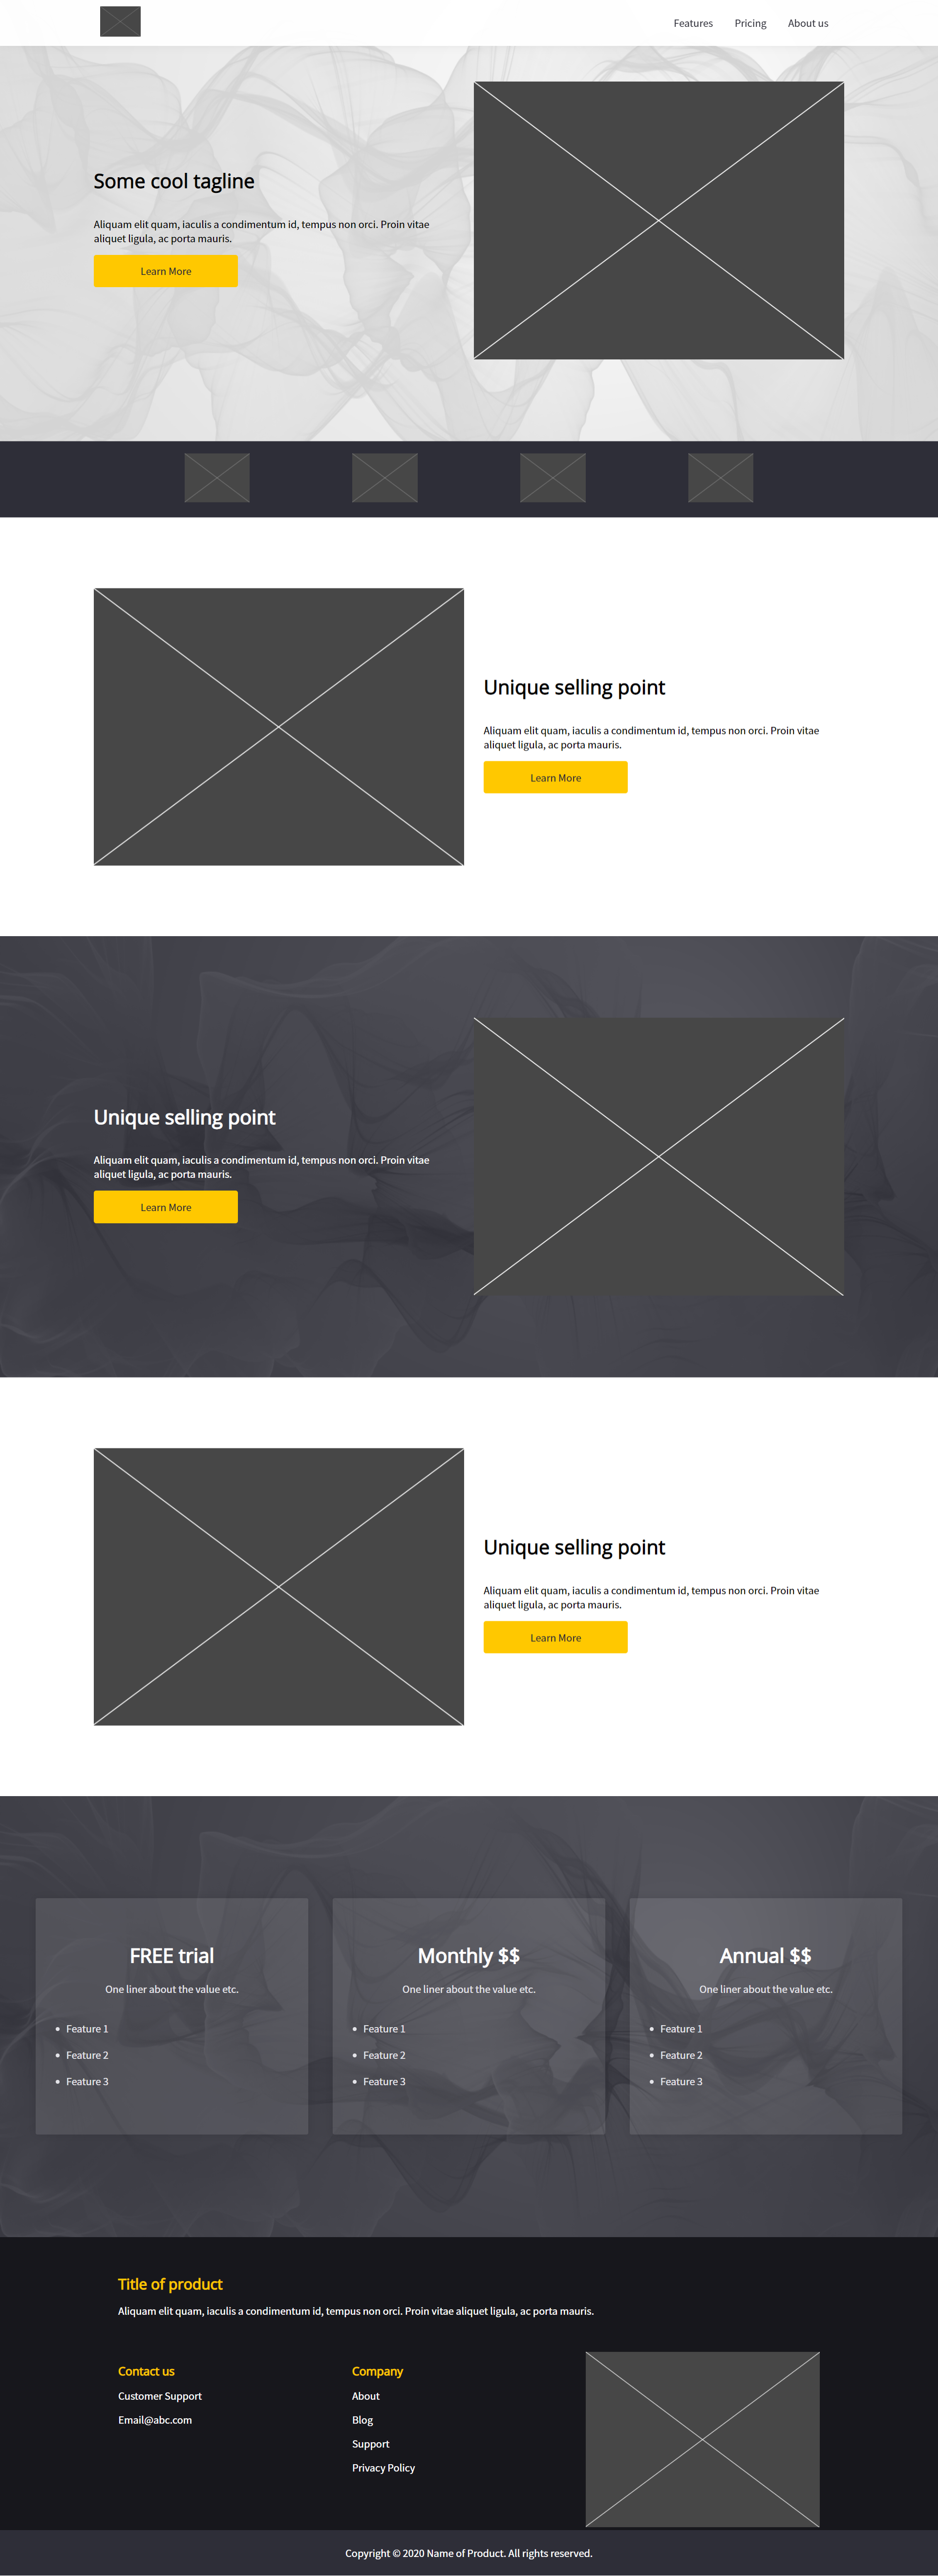 Features Pricing About us
Some cool tagline
Aliquam elit quam, iaculis a condimentum id, tempus non orci. Proin vitae
aliquet ligula, ac porta mauris.
Learn More
Unique selling point
Aliquam elit quam, iaculis a condimentum id, tempus non orci. Proin vitae
aliquet ligula, ac porta mauris.
Learn More
Unique selling point
Aliquam elit quam, iaculis a condimentum id, tempus non orci. Proin vitae
aliquet ligula, ac porta mauris.
Learn More
Unique selling point
Aliquam elit quam, iaculis a condimentum id, tempus non orci. Proin vitae
aliquet ligula, ac porta mauris.
Learn More
FREE trial
One liner about the value etc.
Feature 1
Feature 2
Feature 3
Monthly $$
One liner about the value etc.
Feature 1
Feature 2
Feature 3
Annual $$
One liner about the value etc.
Feature 1
Feature 2
Feature 3
Title of product
Aliquam elit quam, iaculis a condimentum id, tempus non orci. Proin vitae aliquet ligula, ac porta mauris.
Contact us
Customer Support
Email@abc.com
Company
About
Blog
Support
Privacy Policy
Copyright © 2020 Name of Product. All rights reserved.